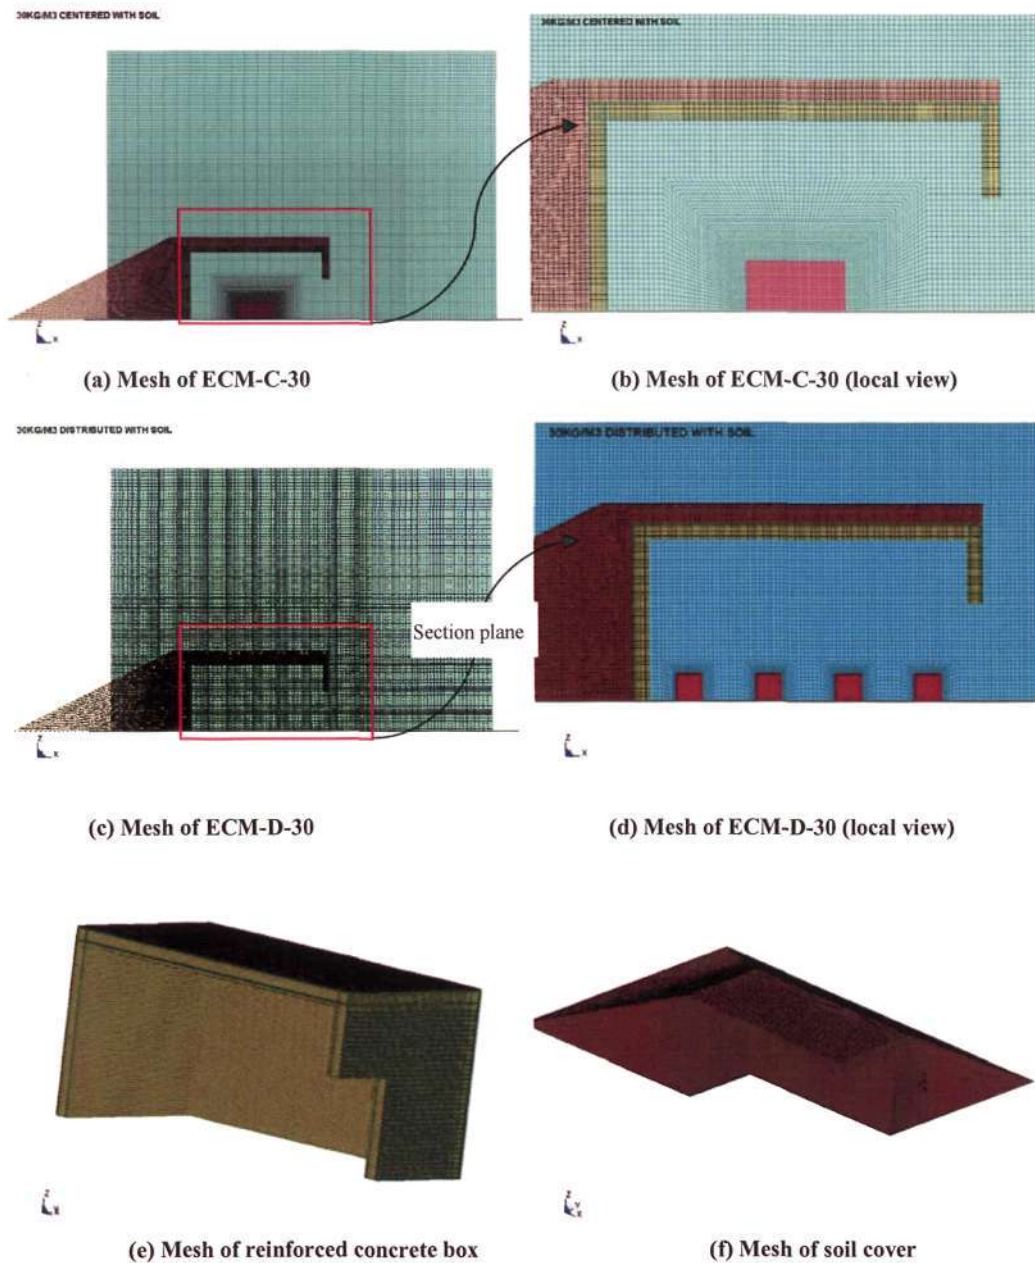 30KG/M3 CENTERED WITH SOIL
30KG/M3 CENTERED WITH SOIL
Z
X
Z
X
(a) Mesh of ECM-C-30
(b) Mesh of ECM-C-30 (local view)
30KG/M3 DISTRIBUTED WITH SOIL
30KG/M3 DISTRIBUTED WITH SOIL
Section plane
Z
X
Z
X
(c) Mesh of ECM-D-30
(d) Mesh of ECM-D-30 (local view)
Z
Z
Y
X
(e) Mesh of reinforced concrete box
(f) Mesh of soil cover